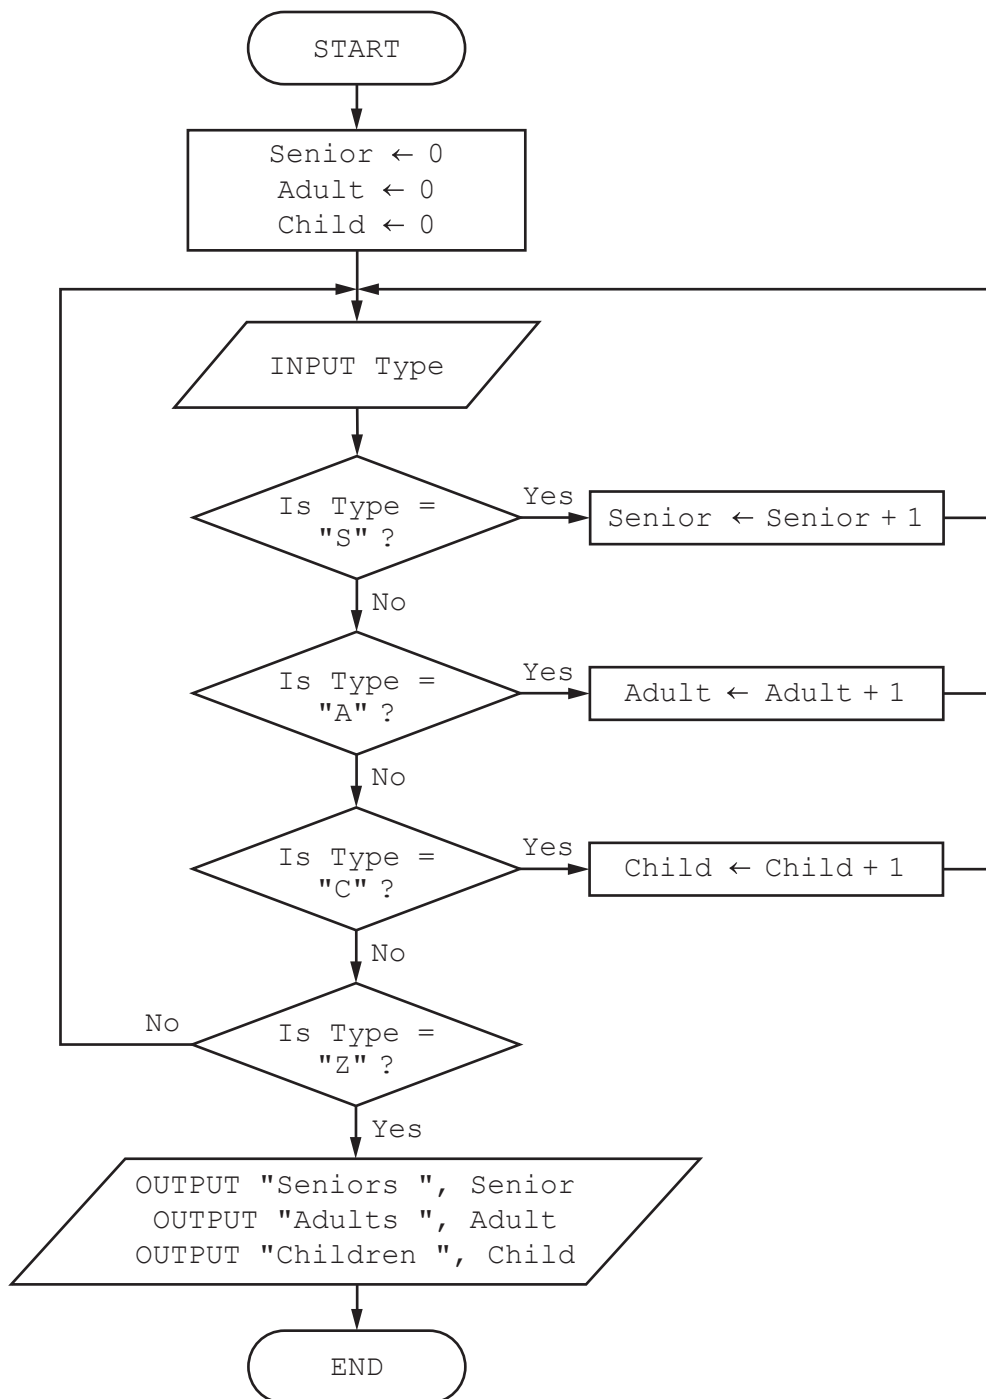 START
Senior ← 0
Adult ← 0
Child ← 0
INPUT Type
Is Type =
"S" ?
Yes
Senior ← Senior + 1
No
Is Type =
"A" ?
Yes
Adult ← Adult + 1
No
Is Type =
"C" ?
Yes
Child ← Child + 1
No
Is Type =
"Z" ?
No
Yes
OUTPUT "Seniors ", Senior
OUTPUT "Adults ", Adult
OUTPUT "Children ", Child
END